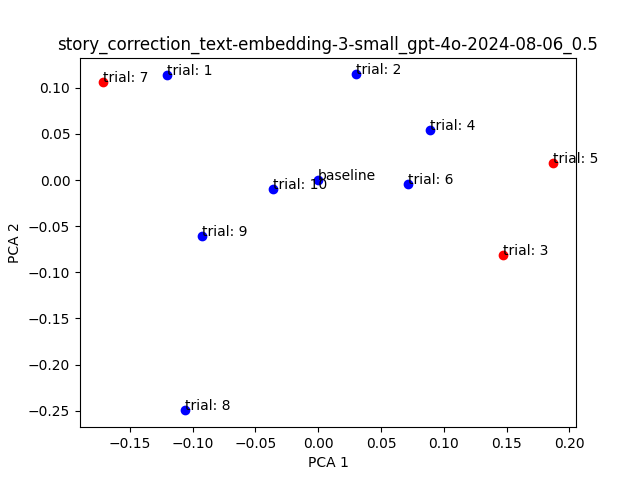 story_correction_text-embedding-3-small_gpt-4o-2024-08-06_0.5
trial: 7
trial: 1
trial: 2
trial: 4
trial: 5
baseline
trial: 10
trial: 6
trial: 9
trial: 3
trial: 8
0.10
0.05
0.00
−0.05
−0.10
−0.15
−0.20
−0.25
PCA 2
−0.15
−0.10
−0.05
0.00
0.05
0.10
0.15
0.20
PCA 1